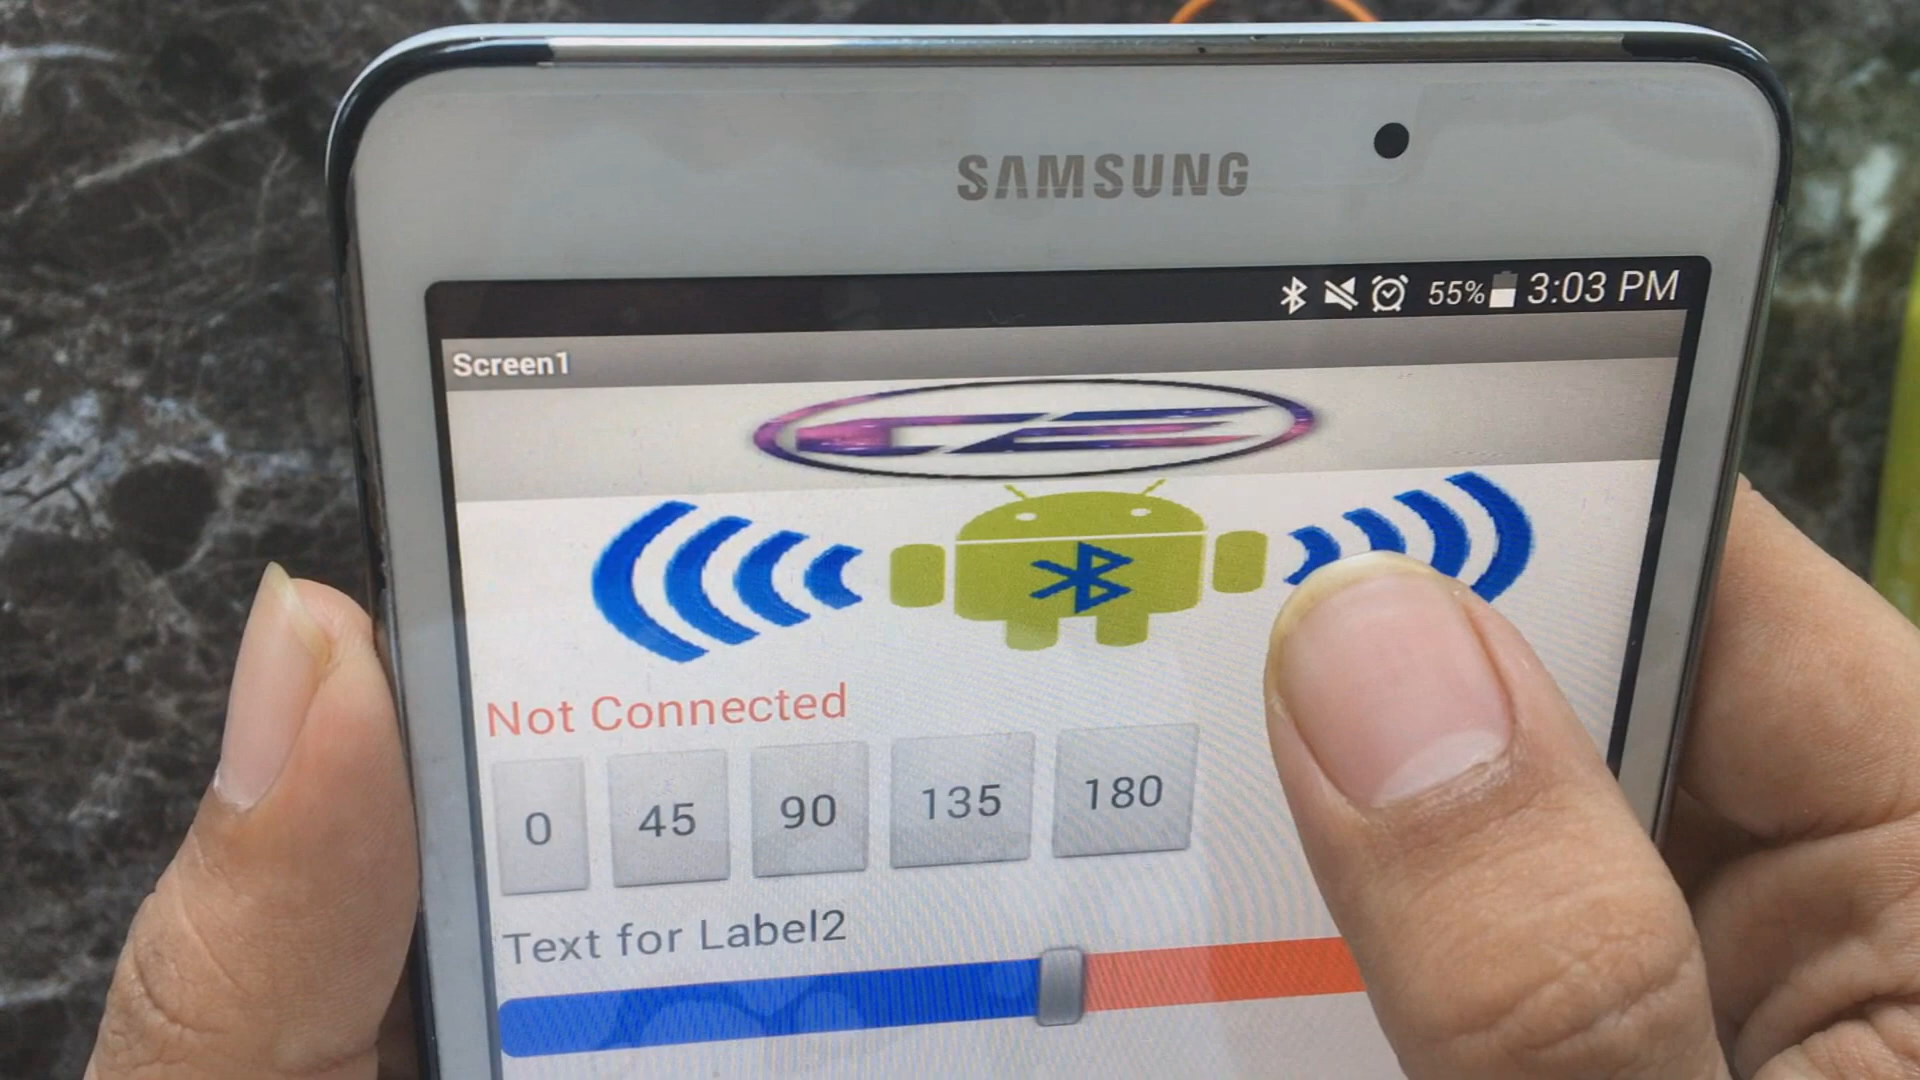 SAMSUNG
55% 3:03 PM
Screen1
Not Connected
0 45 90 135 180
Text for Label2